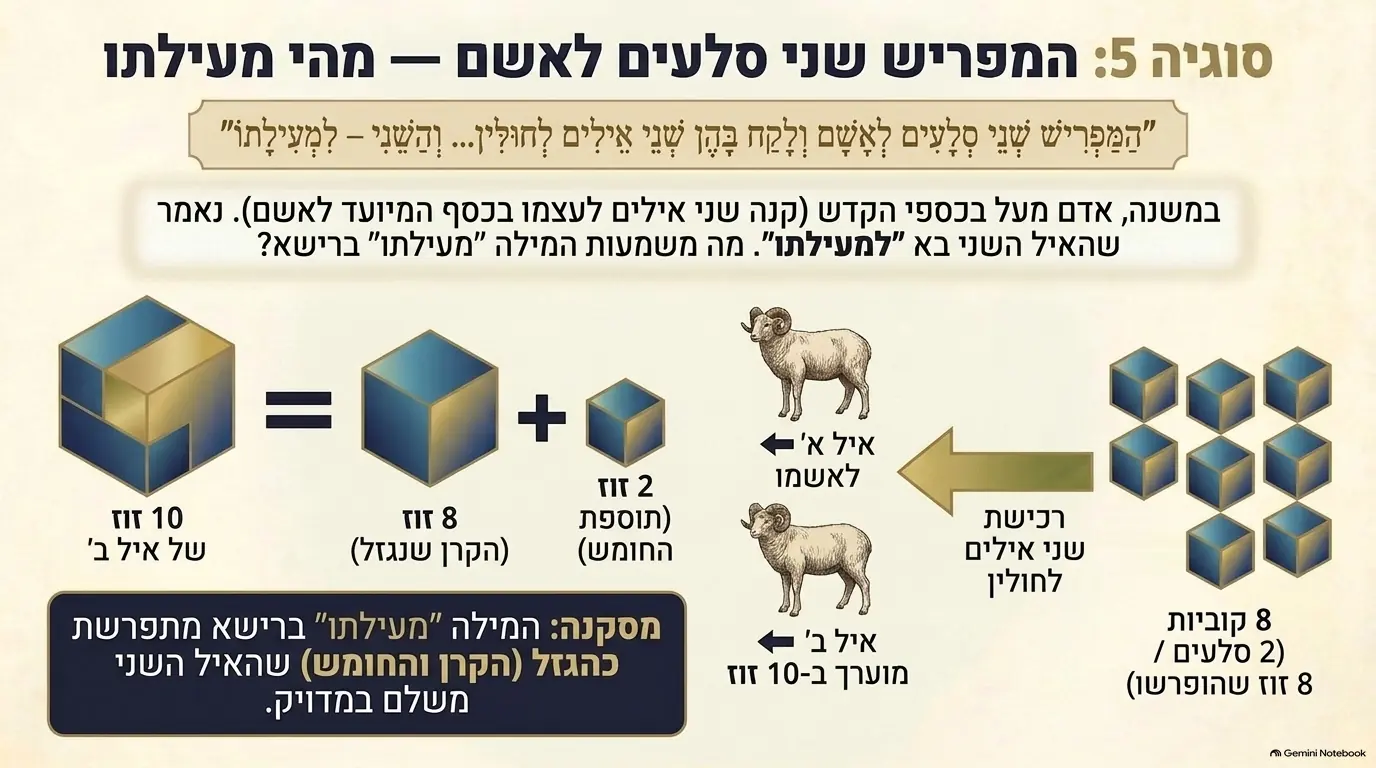 סוגיה 5: המפריש שני סלעים לאשם — מהי מעילתו
"הַמַּפְרִישׁ שְׁנֵי סְלָעִים לְאָשָׁם וְלָקַח בָּהֶן שְׁנֵי אֵילִים לְחוּלִּין... וְהַשֵּׁנִי – לִמְעִילָתוֹ"
במשנה, אדם מעל בכספי הקדש (קנה שני אילים לעצמו בכסף המיועד לאשם). נאמר
שהאיל השני בא "למעילתו". מה משמעות המילה "מעילתו" ברישא?
8 קוביות
(2 סלעים /
8 זוז שהופרשו)
רכישת
שני אילים
לחולין
איל א' ←
לאשמו
איל ב' ←
מוערך ב-10 זוז
2 זוז
(תוספת
החומש)
+
8 זוז
(הקרן שנגזל)
=
10 זוז
של איל ב'
מסקנה: המילה "מעילתו" ברישא מתפרשת
כהגזל (הקרן והחומש) שהאיל השני
משלם במדויק.
Gemini Notebook